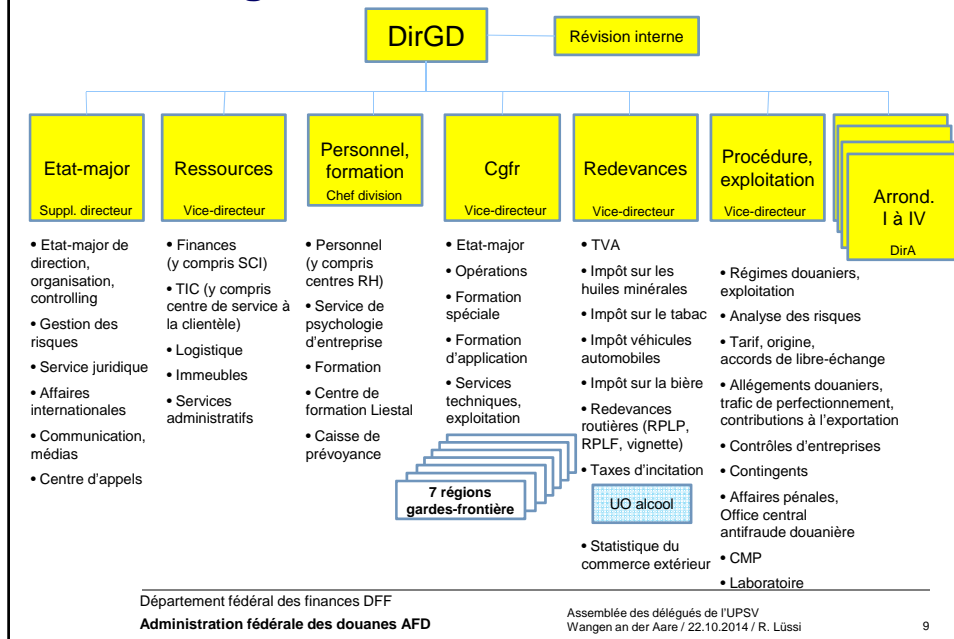 DirGD
Révision interne
Etat-major
Suppl. directeur
• Etat-major de
direction,
organisation,
controlling
• Gestion des
risques
• Service juridique
• Affaires
internationales
• Communication,
médias
• Centre d'appels
Ressources
Vice-directeur
• Finances
(y compris SCI)
• TIC (y compris
centre de service à
la clientèle)
• Logistique
• Immeubles
• Services
administratifs
Personnel,
formation
Chef division
• Personnel
(y compris
centres RH)
• Service de
psychologie
d'entreprise
• Formation
• Centre de
formation Liestal
• Caisse de
prévoyance
Cgfr
Vice-directeur
• Etat-major
• Opérations
• Formation
spéciale
• Formation
d'application
• Services
techniques,
exploitation
7 régions
gardes-frontière
Redevances
Vice-directeur
• TVA
• Impôt sur les
huiles minérales
• Impôt sur le tabac
• Impôt véhicules
automobiles
• Impôt sur la bière
• Redevances
routières (RPLP,
RPLF, vignette)
• Taxes d'incitation
UO alcool
• Statistique du
commerce extérieur
Procédure,
exploitation
Vice-directeur
• Régimes douaniers,
exploitation
• Analyse des risques
• Tarif, origine,
accords de libre-échange
• Allégements douaniers,
trafic de perfectionnement,
contributions à l'exportation
• Contrôles d'entreprises
• Contingents
• Affaires pénales,
Office central
antifraude douanière
• CMP
• Laboratoire
Arrond.
I à IV
DirA
Département fédéral des finances DFF
Administration fédérale des douanes AFD
Assemblée des délégués de l'UPSV
Wangen an der Aare / 22.10.2014 / R. Lüssi
9